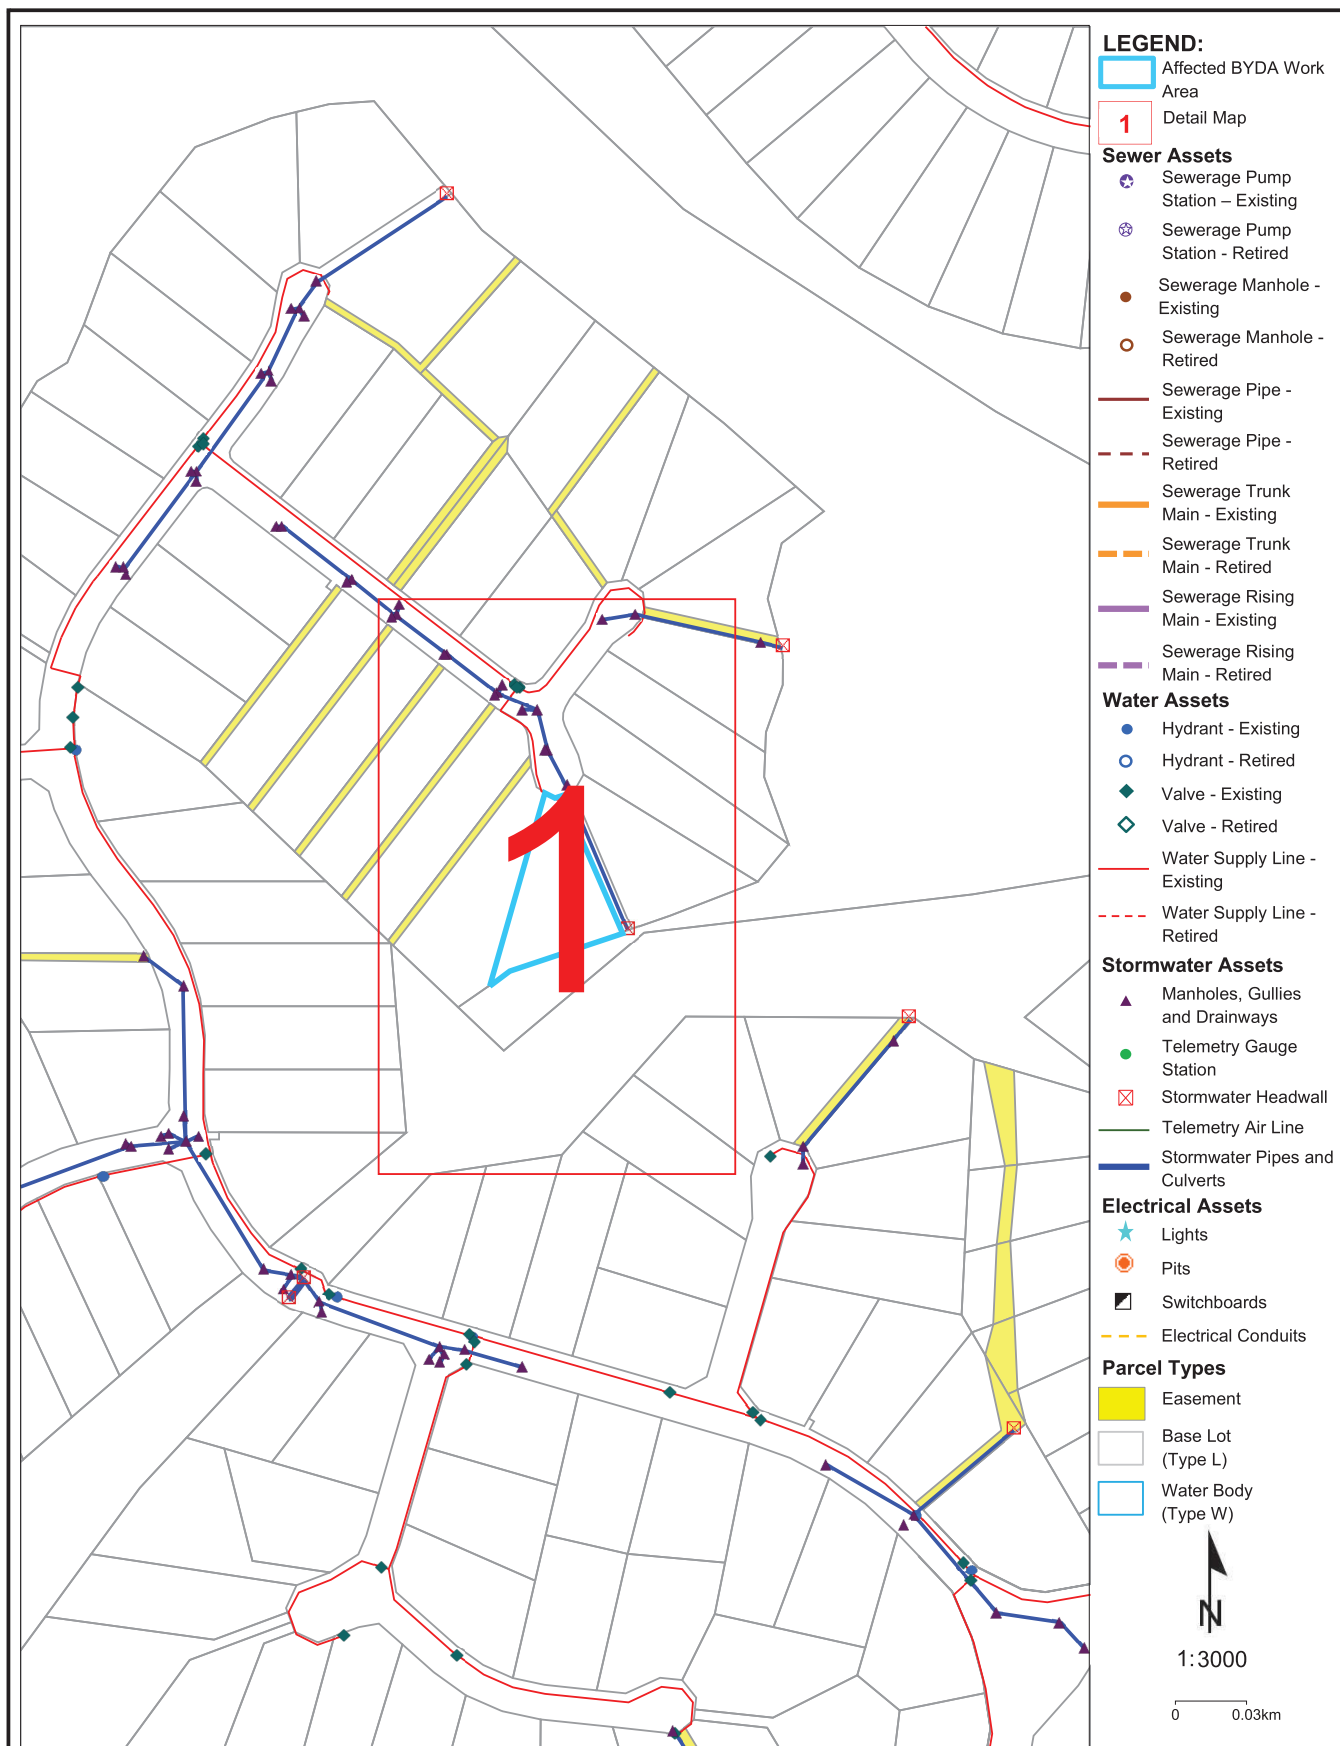 LEGEND:
Affected BYDA Work
Area
1
Detail Map
Sewer Assets
Sewerage Pump
Station – Existing
Sewerage Pump
Station - Retired
Sewerage Manhole -
Existing
Sewerage Manhole -
Retired
Sewerage Pipe -
Existing
Sewerage Pipe -
Retired
Sewerage Trunk
Main - Existing
Sewerage Trunk
Main - Retired
Sewerage Rising
Main - Existing
Sewerage Rising
Main - Retired
Water Assets
Hydrant - Existing
Hydrant - Retired
Valve - Existing
Valve - Retired
Water Supply Line -
Existing
Water Supply Line -
Retired
Stormwater Assets
Manholes, Gullies
and Drainways
Telemetry Gauge
Station
Stormwater Headwall
Telemetry Air Line
Stormwater Pipes and
Culverts
Electrical Assets
Lights
Pits
Switchboards
Electrical Conduits
Parcel Types
Easement
Base Lot
(Type L)
Water Body
(Type W)
N
1:3000
0 0.03km
1